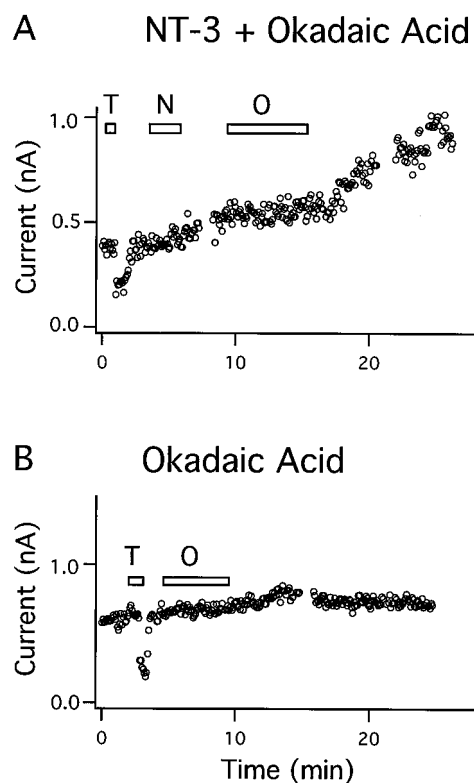 A NT-3 + Okadaic Acid
T N O
1.0
0.5
0.0
Current (nA)
0 10 20
B Okadaic Acid
T O
1.0
0.0
Current (nA)
0 10 20
Time (min)